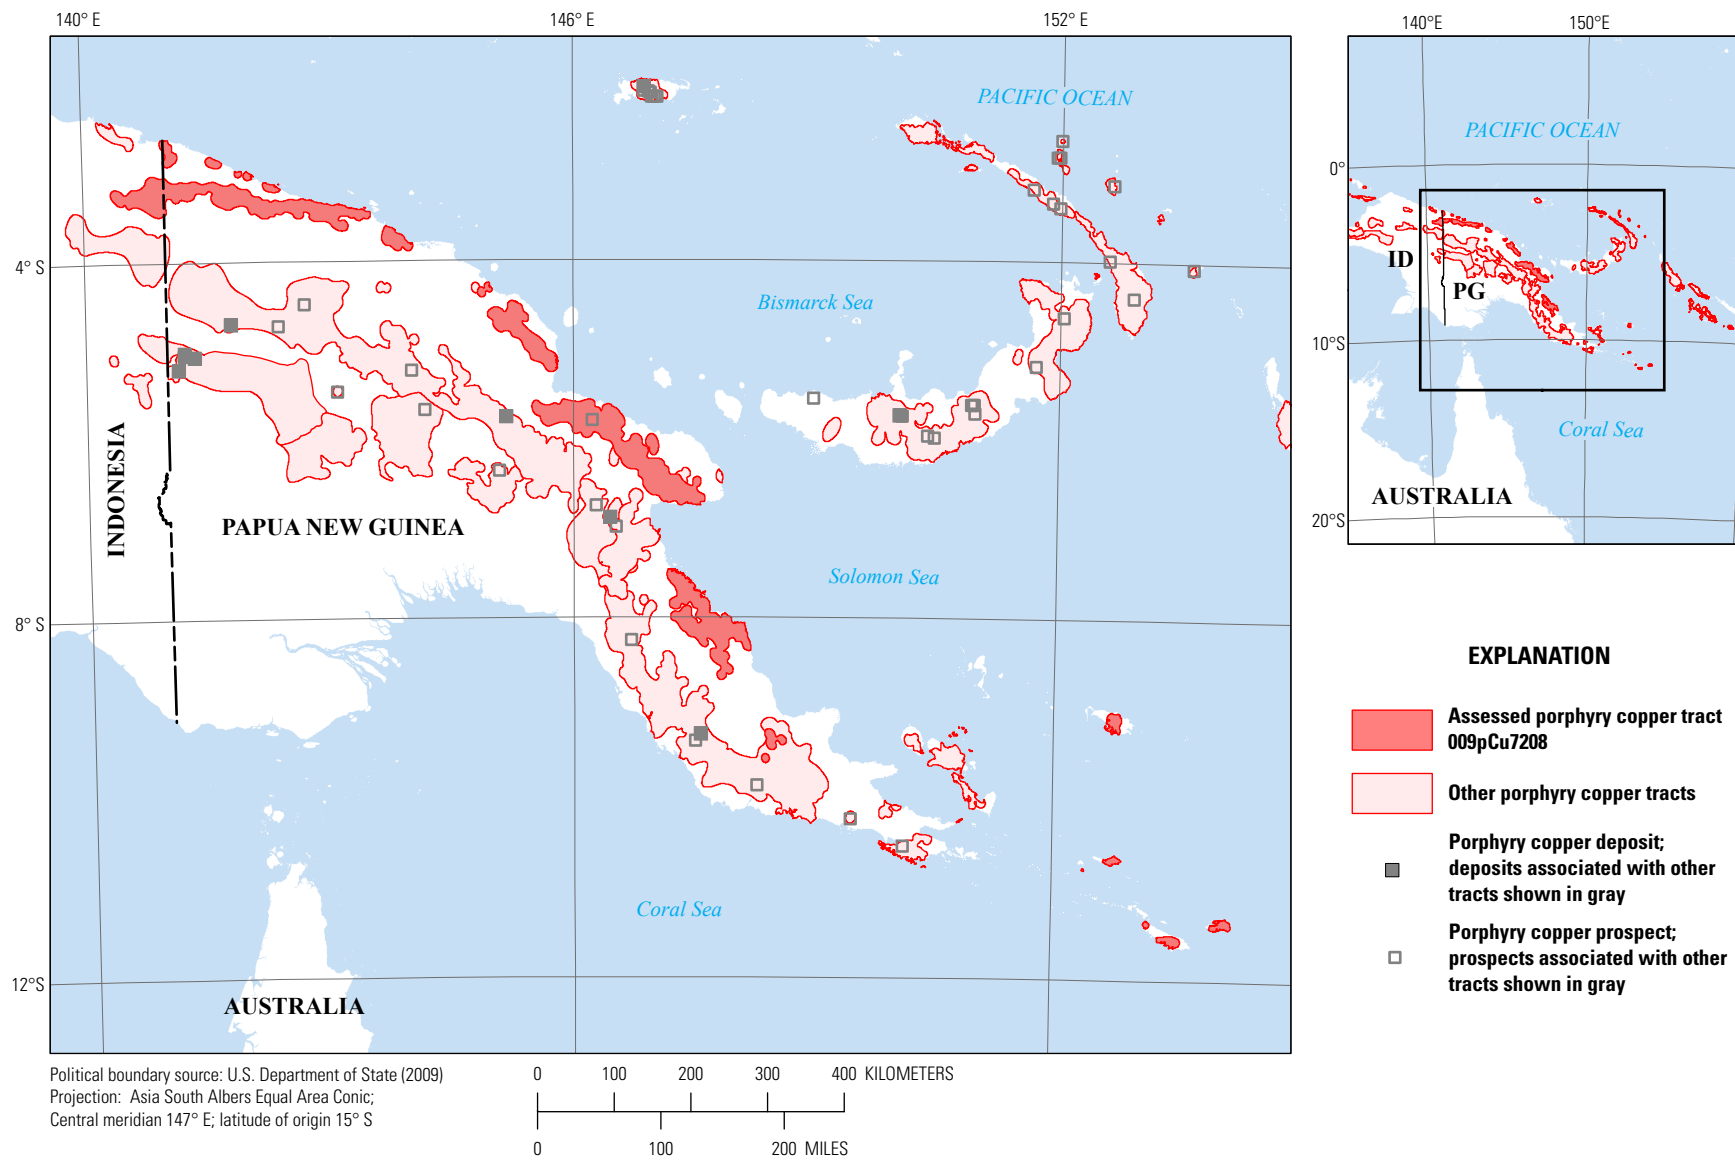 140° E
146° E
152° E
140°E
150°E
PACIFIC OCEAN
PACIFIC OCEAN
0°
4° S
ID
PG
Bismarck Sea
10°S
Coral Sea
INDONESIA
AUSTRALIA
20°S
PAPUA NEW GUINEA
Solomon Sea
8° S
EXPLANATION
Assessed porphyry copper tract
009pCu7208
Other porphyry copper tracts
Porphyry copper deposit;
deposits associated with other
tracts shown in gray
Porphyry copper prospect;
prospects associated with other
tracts shown in gray
Coral Sea
12°S
AUSTRALIA
Political boundary source: U.S. Department of State (2009)
Projection: Asia South Albers Equal Area Conic;
Central meridian 147° E; latitude of origin 15° S
0 100 200 300 400 KILOMETERS
0 100 200 MILES